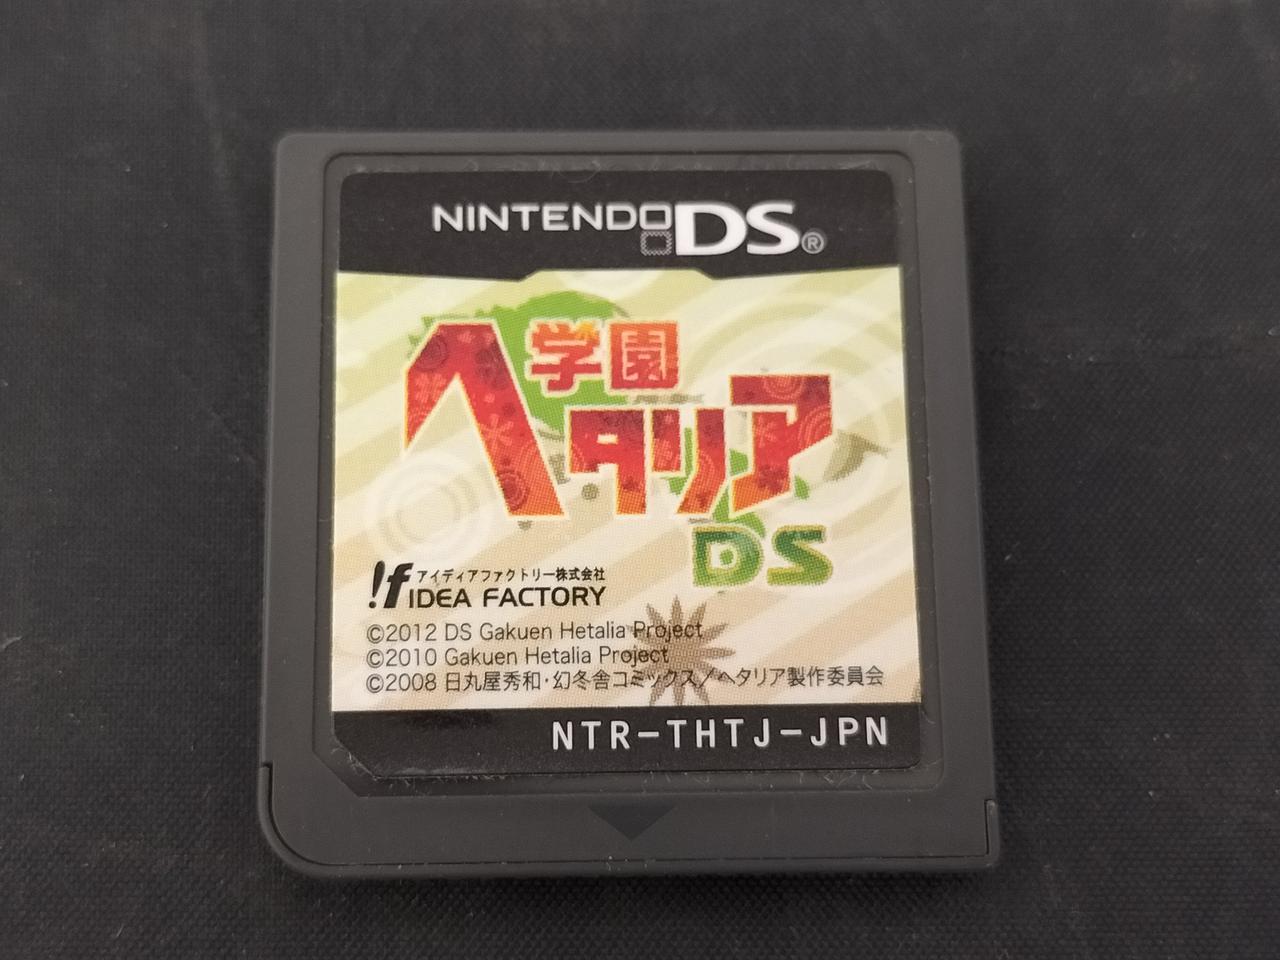 NINTENDO DS®
学園
ヘタリア
DS
!f アイディアファクトリー株式会社
IDEA FACTORY
©2012 DS Gakuen Hetalia Project
©2010 Gakuen Hetalia Project
©2008 日丸屋秀和・幻冬舎コミックス/ヘタリア製作委員会
NTR-THTJ-JPN